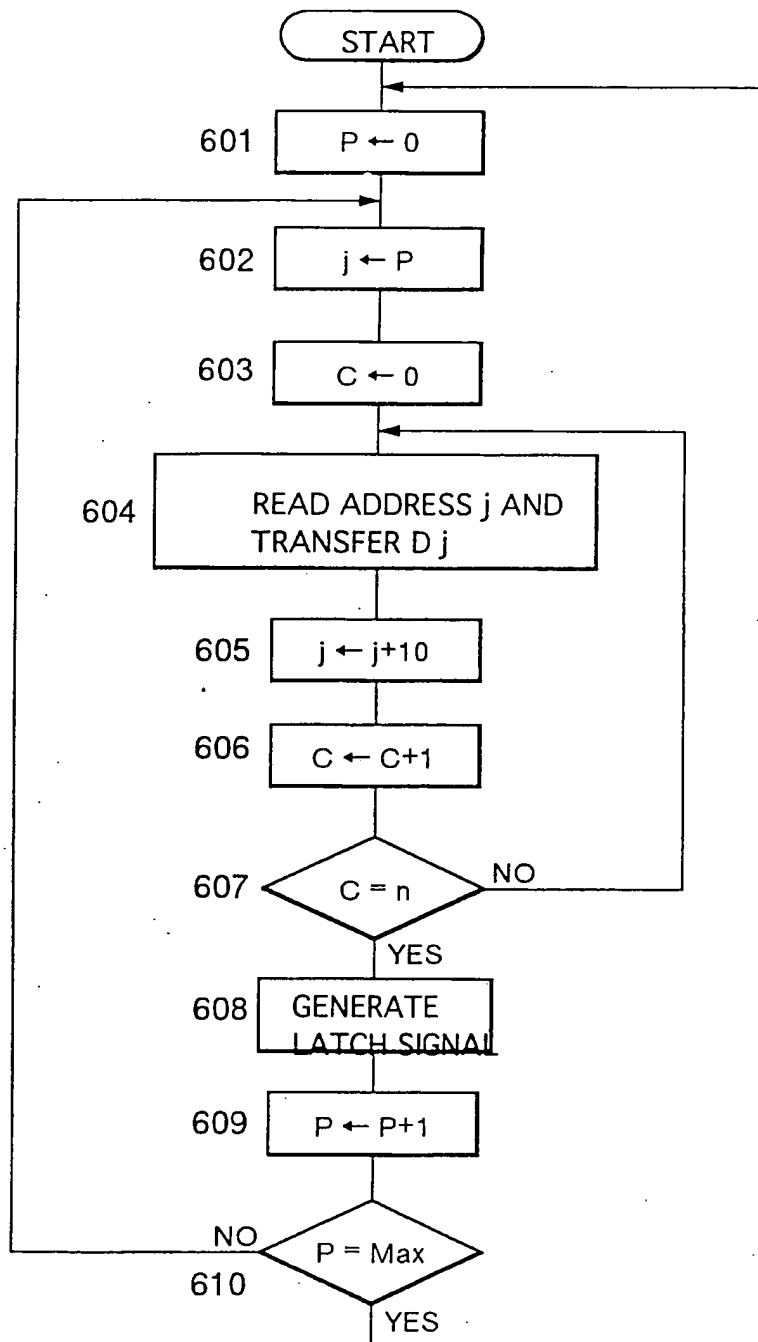 START
601
P ← 0
602
j ← P
603
C ← 0
604
READ ADDRESS j AND
TRANSFER D j
605
j ← j+10
606
C ← C+1
607
C = n
NO
YES
608
GENERATE
LATCH SIGNAL
609
P ← P+1
NO
P = Max
610
YES